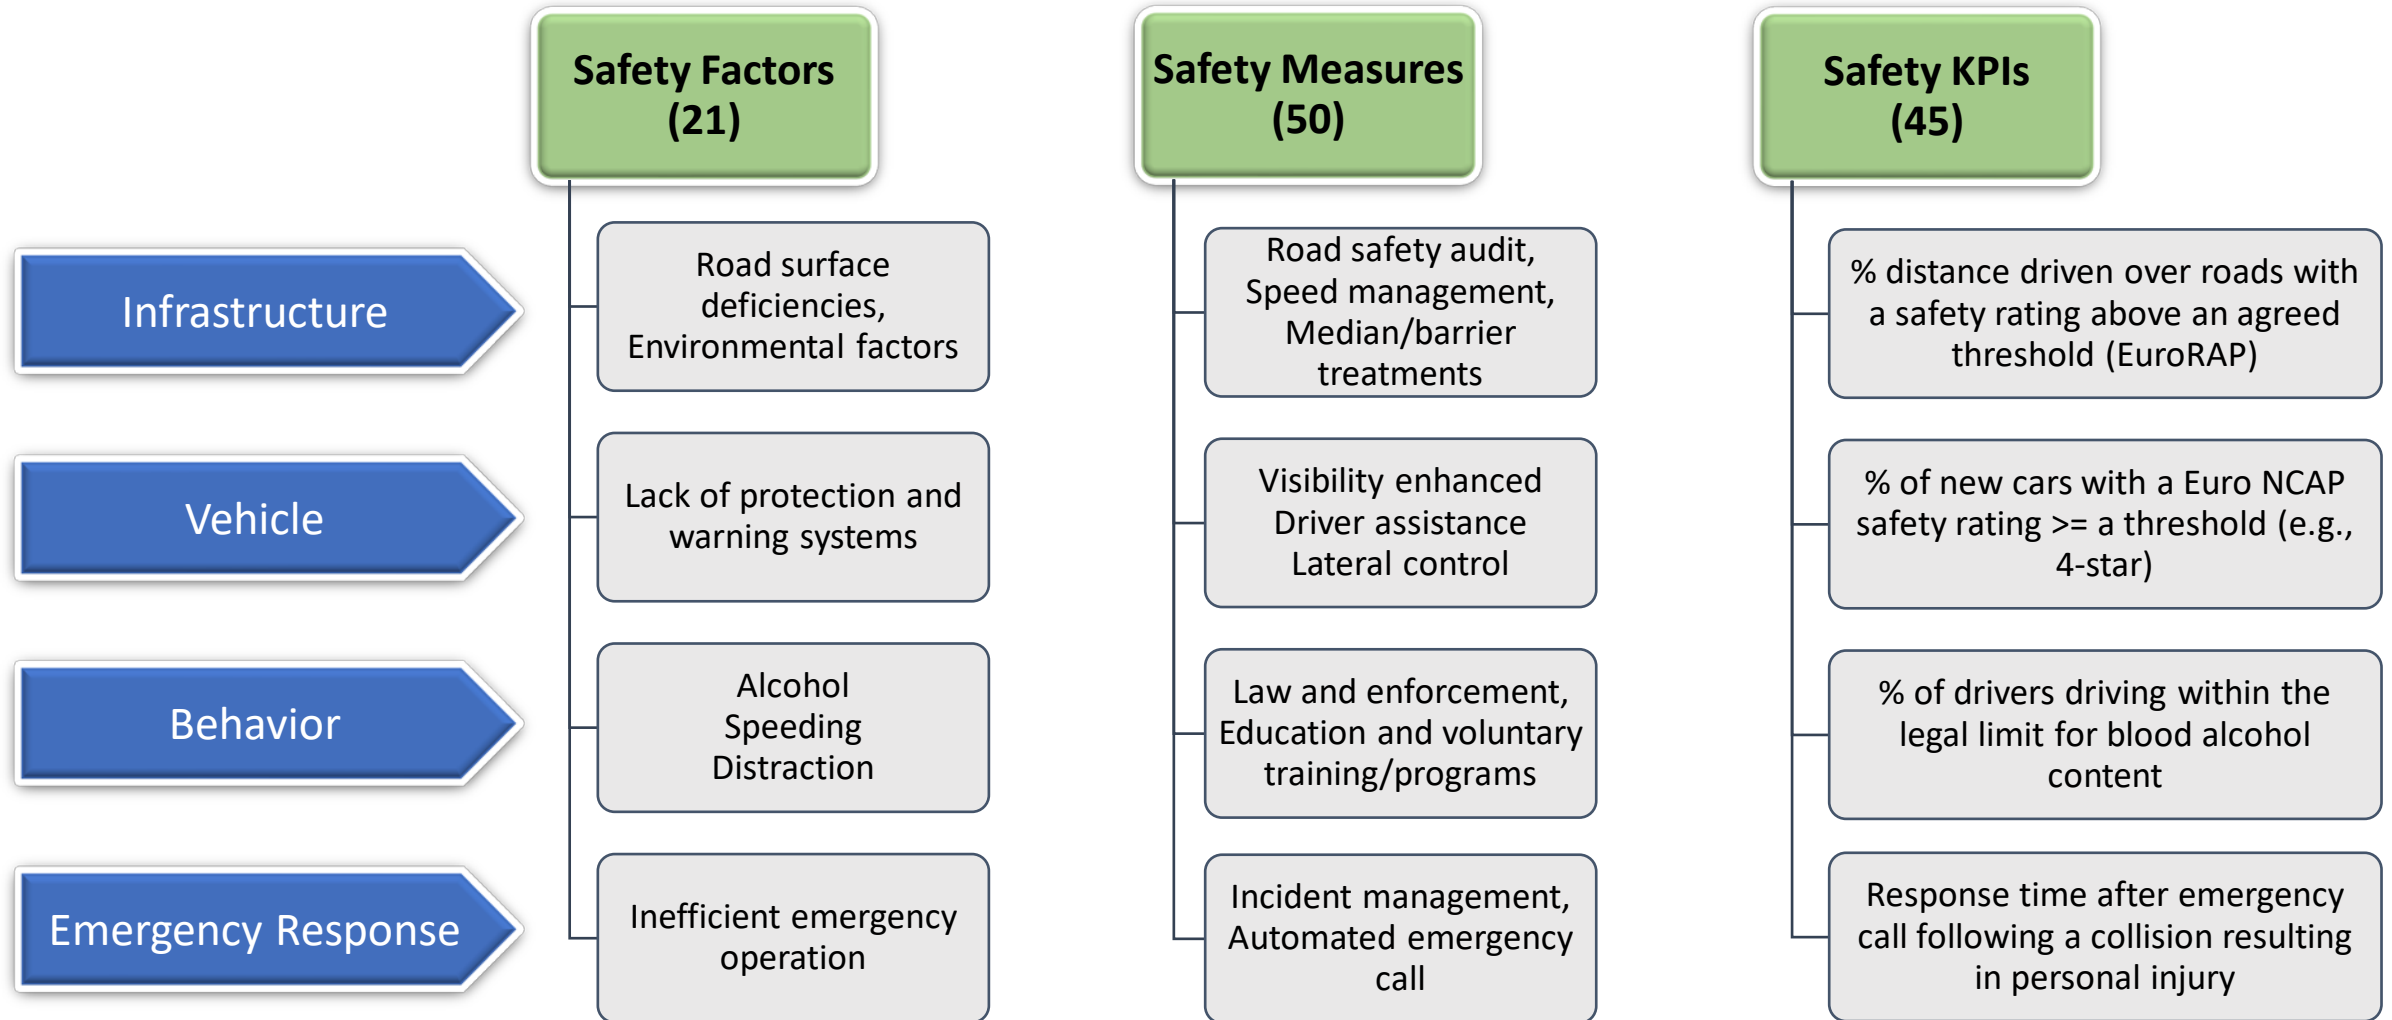 Safety Factors
(21)
Safety Measures
(50)
Safety KPIs
(45)
Infrastructure
Road surface
deficiencies,
Environmental factors
Road safety audit,
Speed management,
Median/barrier
treatments
% distance driven over roads with
a safety rating above an agreed
threshold (EuroRAP)
Vehicle
Lack of protection and
warning systems
Visibility enhanced
Driver assistance
Lateral control
% of new cars with a Euro NCAP
safety rating >= a threshold (e.g.,
4-star)
Behavior
Alcohol
Speeding
Distraction
Law and enforcement,
Education and voluntary
training/programs
% of drivers driving within the
legal limit for blood alcohol
content
Emergency Response
Inefficient emergency
operation
Incident management,
Automated emergency
call
Response time after emergency
call following a collision resulting
in personal injury